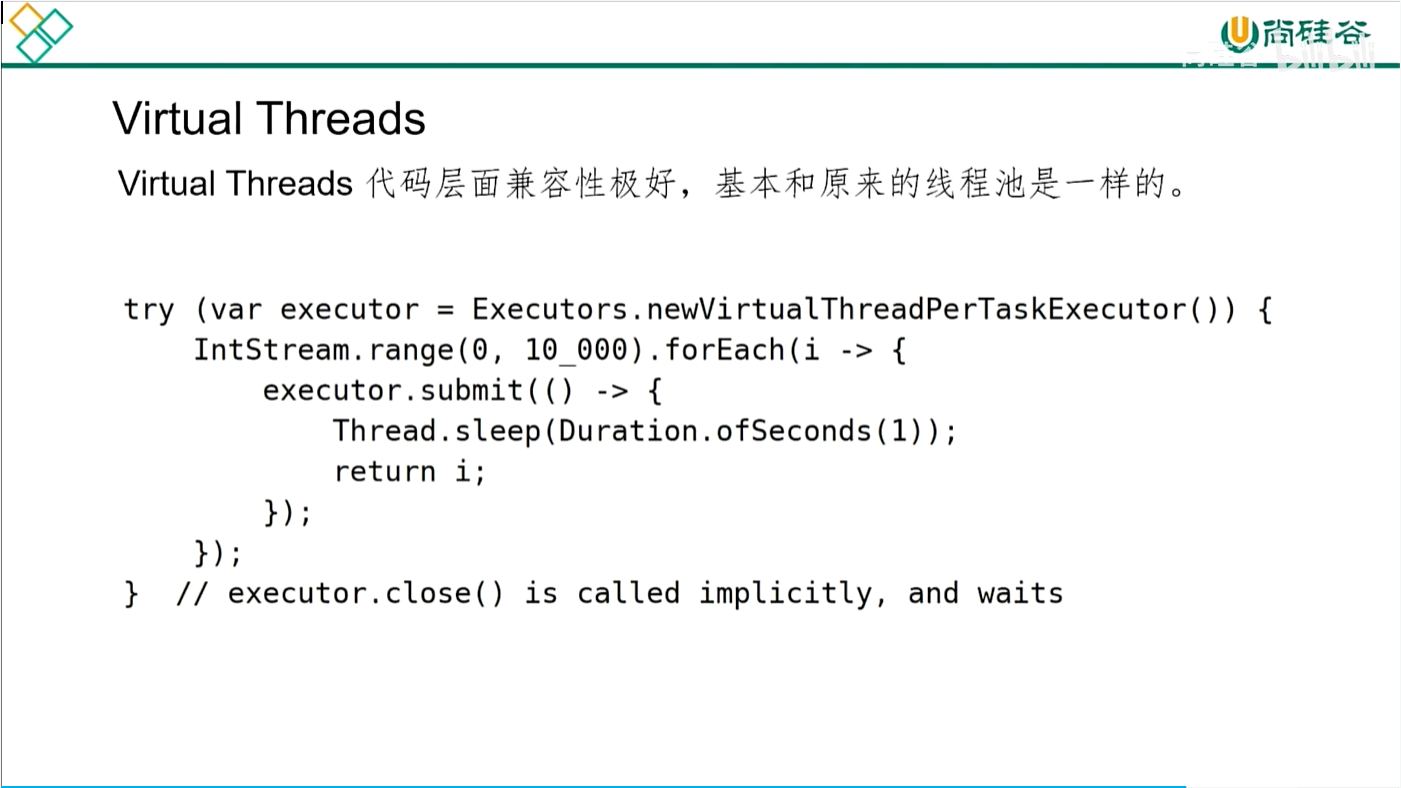 尚硅谷
bilibili
Virtual Threads
Virtual Threads 代码层面兼容性极好，基本和原来的线程池是一样的。
try (var executor = Executors.newVirtualThreadPerTaskExecutor()) {
    IntStream.range(0, 10_000).forEach(i -> {
        executor.submit(() -> {
            Thread.sleep(Duration.ofSeconds(1));
            return i;
        });
    });
}  // executor.close() is called implicitly, and waits